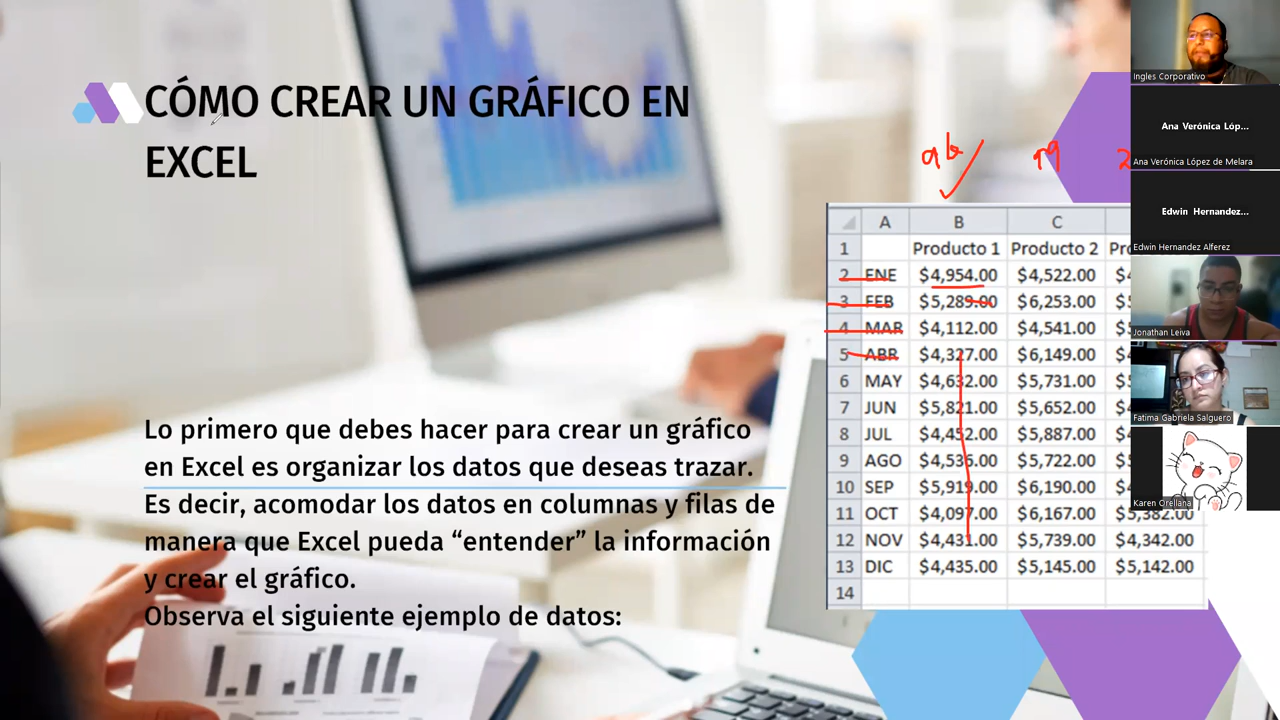 CÓMO CREAR UN GRÁFICO EN
EXCEL
Lo primero que debes hacer para crear un gráfico
en Excel es organizar los datos que deseas trazar.
Es decir, acomodar los datos en columnas y filas de
manera que Excel pueda “entender” la información
y crear el gráfico.
Observa el siguiente ejemplo de datos:
A B C
1 Producto 1 Producto 2
2 ENE $4,954.00 $4,522.00
3 FEB $5,289.00 $6,253.00
4 MAR $4,112.00 $4,541.00
5 ABR $4,327.00 $6,149.00
6 MAY $4,632.00 $5,731.00
7 JUN $5,821.00 $5,652.00
8 JUL $4,452.00 $5,887.00
9 AGO $4,536.00 $5,722.00
10 SEP $5,919.00 $6,190.00
11 OCT $4,097.00 $6,167.00 $5,382.00
12 NOV $4,431.00 $5,739.00 $4,342.00
13 DIC $4,435.00 $5,145.00 $5,142.00
14
Ingles Corporativo
Ana Verónica Lóp...
Ana Verónica López de Melara
Edwin Hernandez...
Edwin Hernandez Alferez
Jonathan Leiva
Fatima Gabriela Salguero
Karen Orellana